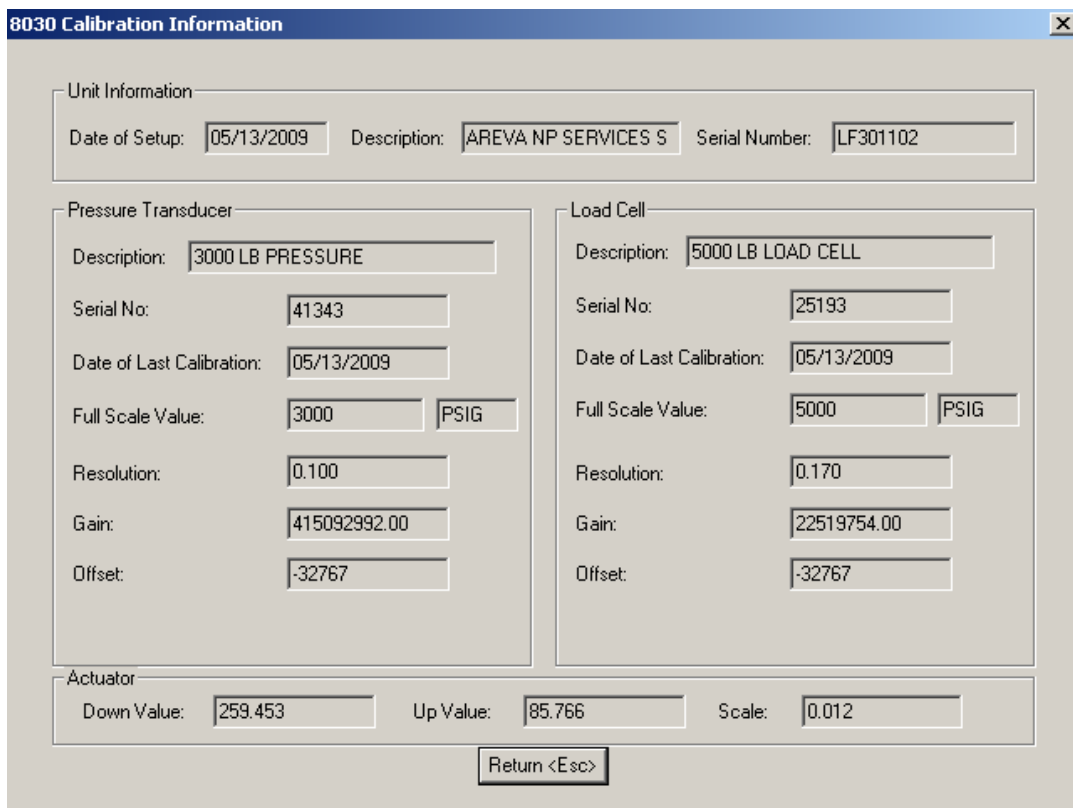 8030 Calibration Information
Unit Information
Date of Setup: 05/13/2009 Description: AREVA NP SERVICES S Serial Number: LF301102
Pressure Transducer
Description: 3000 LB PRESSURE
Serial No: 41343
Date of Last Calibration: 05/13/2009
Full Scale Value: 3000 PSIG
Resolution: 0.100
Gain: 415092992.00
Offset: -32767
Load Cell
Description: 5000 LB LOAD CELL
Serial No: 25193
Date of Last Calibration: 05/13/2009
Full Scale Value: 5000 PSIG
Resolution: 0.170
Gain: 22519754.00
Offset: -32767
Actuator
Down Value: 259.453 Up Value: 85.766 Scale: 0.012
Return <Esc>